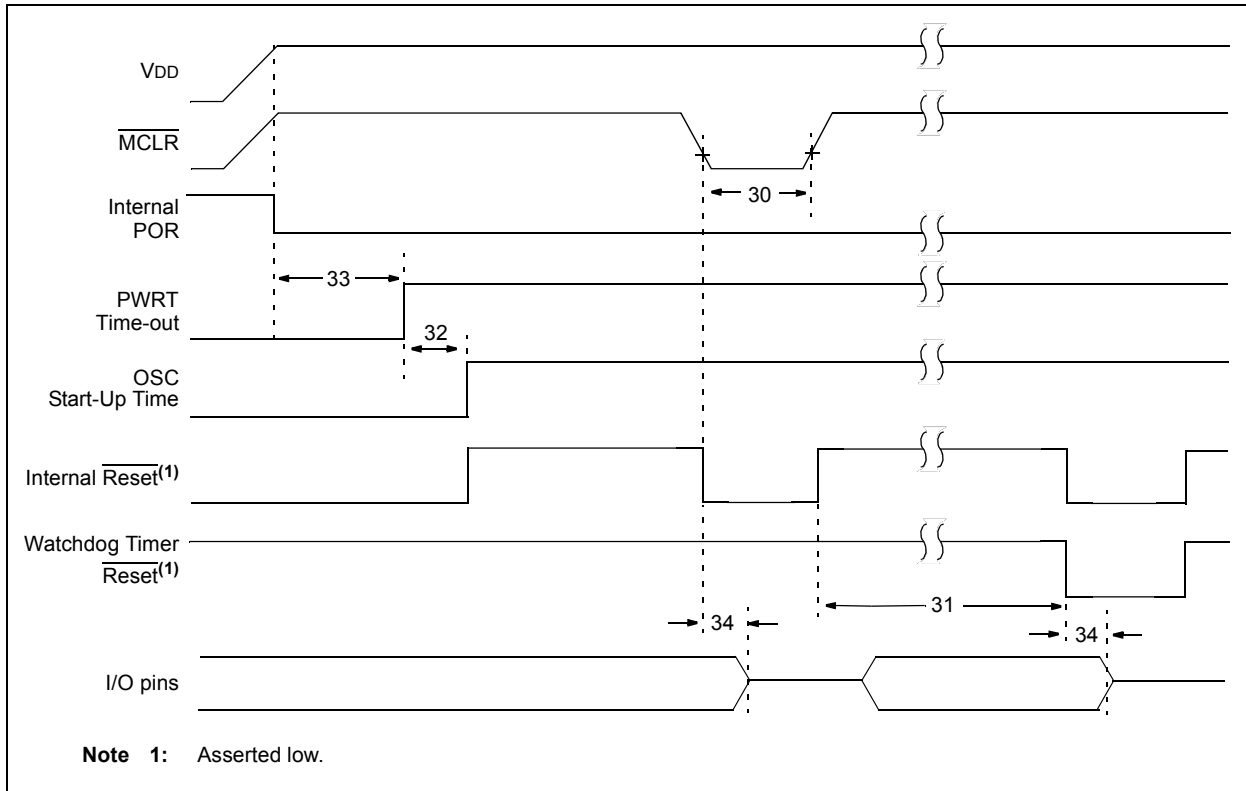 VDD
MCLR
30
Internal
POR
33
PWRT
Time-out
32
OSC
Start-Up Time
Internal Reset(1)
Watchdog Timer
Reset(1)
31
34
34
I/O pins
Note 1: Asserted low.